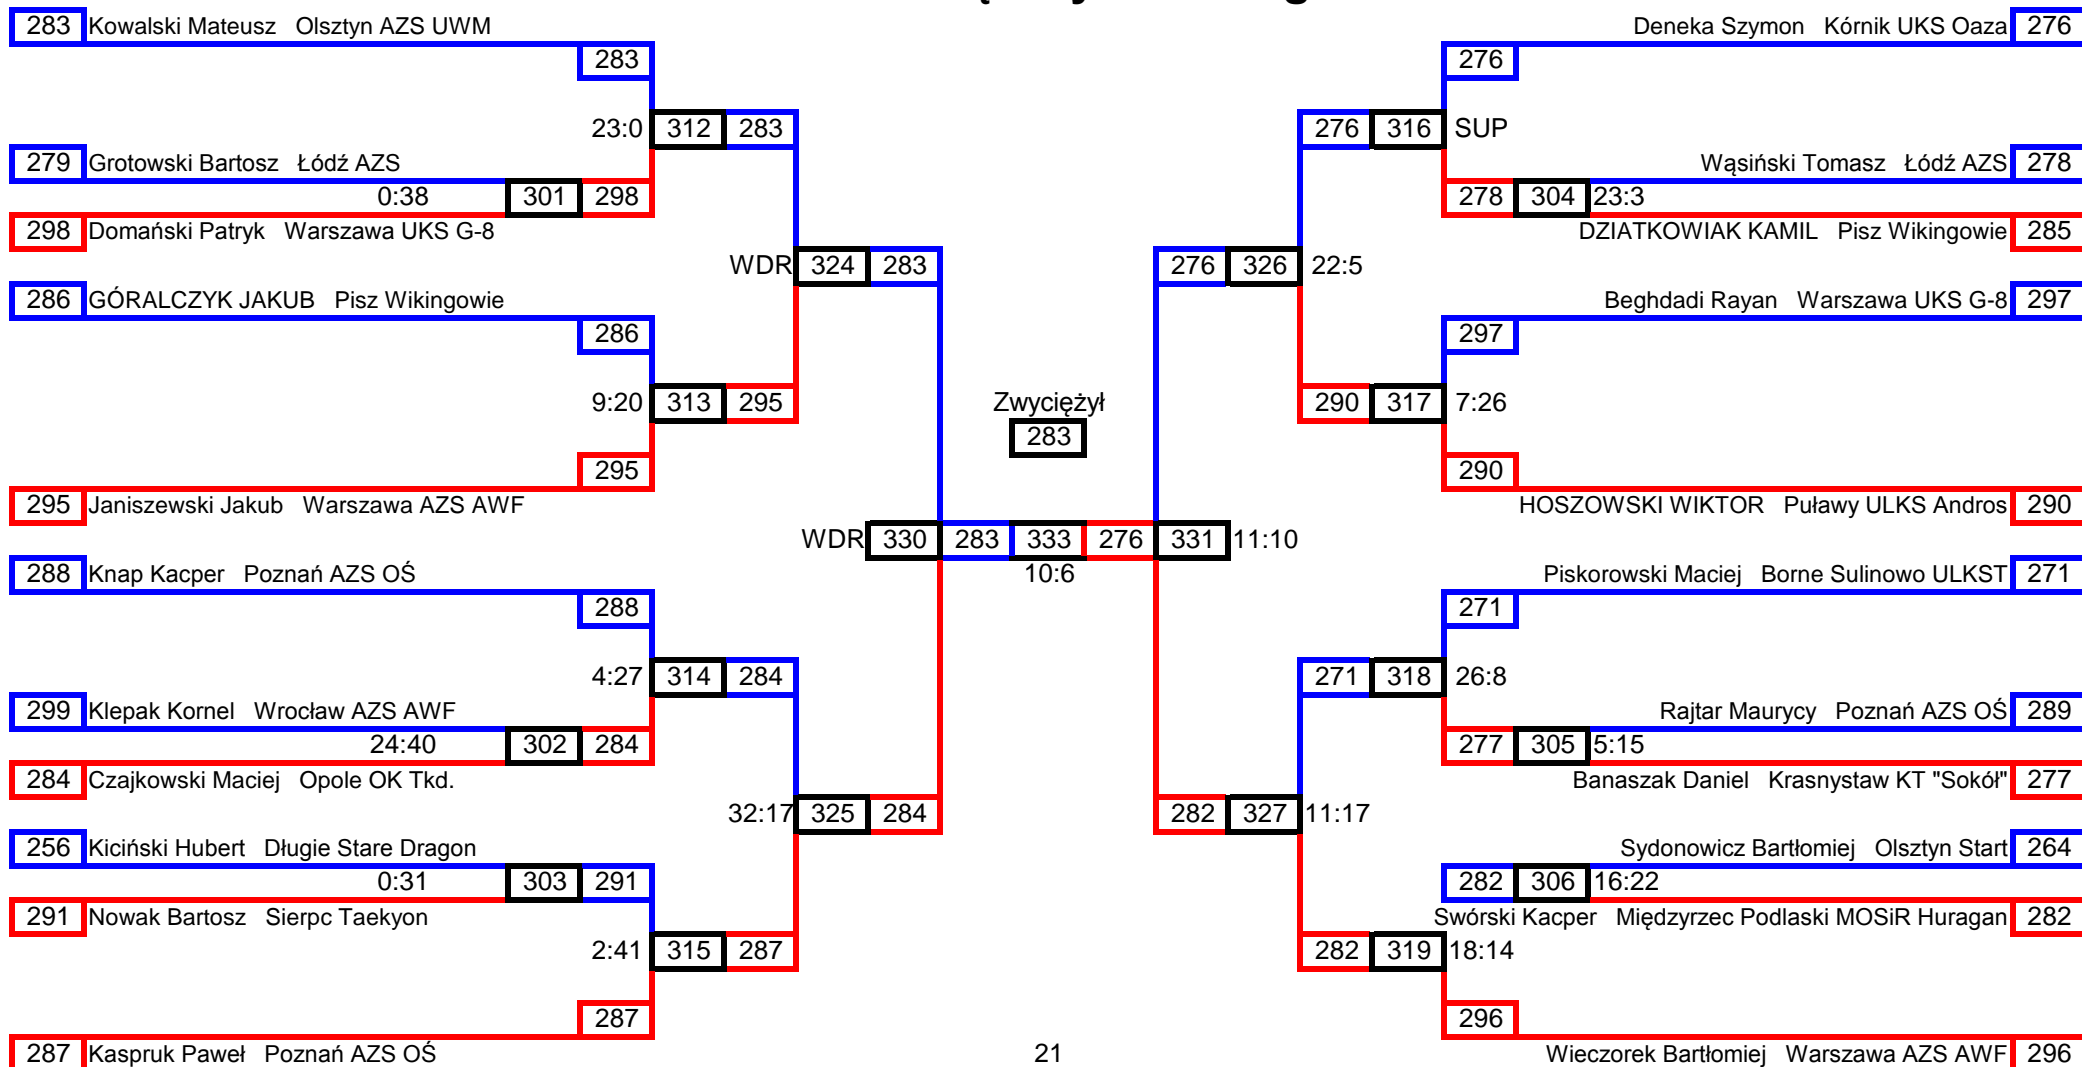 283 Kowalski Mateusz Olsztyn AZS UWM
Deneka Szymon Kórnik UKS Oaza 276
283
276
23:0 312 283
276 316 SUP
279 Grotowski Bartosz Łódź AZS
Wąsiński Tomasz Łódź AZS 278
0:38 301 298
278 304 23:3
298 Domański Patryk Warszawa UKS G-8
DZIATKOWIAK KAMIL Pisz Wikingowie 285
WDR 324 283
276 326 22:5
286 GÓRALCZYK JAKUB Pisz Wikingowie
Beghdadi Rayan Warszawa UKS G-8 297
286
297
9:20 313 295
Zwyciężył
290 317 7:26
283
295
290
295 Janiszewski Jakub Warszawa AZS AWF
HOSZOWSKI WIKTOR Puławy ULKS Andros 290
WDR 330 283 333 276 331 11:10
10:6
288 Knap Kacper Poznań AZS OŚ
Piskorowski Maciej Borne Sulinowo ULKST 271
288
271
4:27 314 284
271 318 26:8
299 Klepak Kornel Wrocław AZS AWF
Rajtar Maurycy Poznań AZS OŚ 289
24:40 302 284
277 305 5:15
284 Czajkowski Maciej Opole OK Tkd.
Banaszak Daniel Krasnystaw KT "Sokół" 277
32:17 325 284
282 327 11:17
256 Kiciński Hubert Długie Stare Dragon
Sydonowicz Bartłomiej Olsztyn Start 264
0:31 303 291
282 306 16:22
291 Nowak Bartosz Sierpc Taekyon
Swórski Kacper Międzyrzec Podlaski MOSiR Huragan 282
2:41 315 287
282 319 18:14
287
296
287 Kaspruk Paweł Poznań AZS OŚ
21
Wieczorek Bartłomiej Warszawa AZS AWF 296